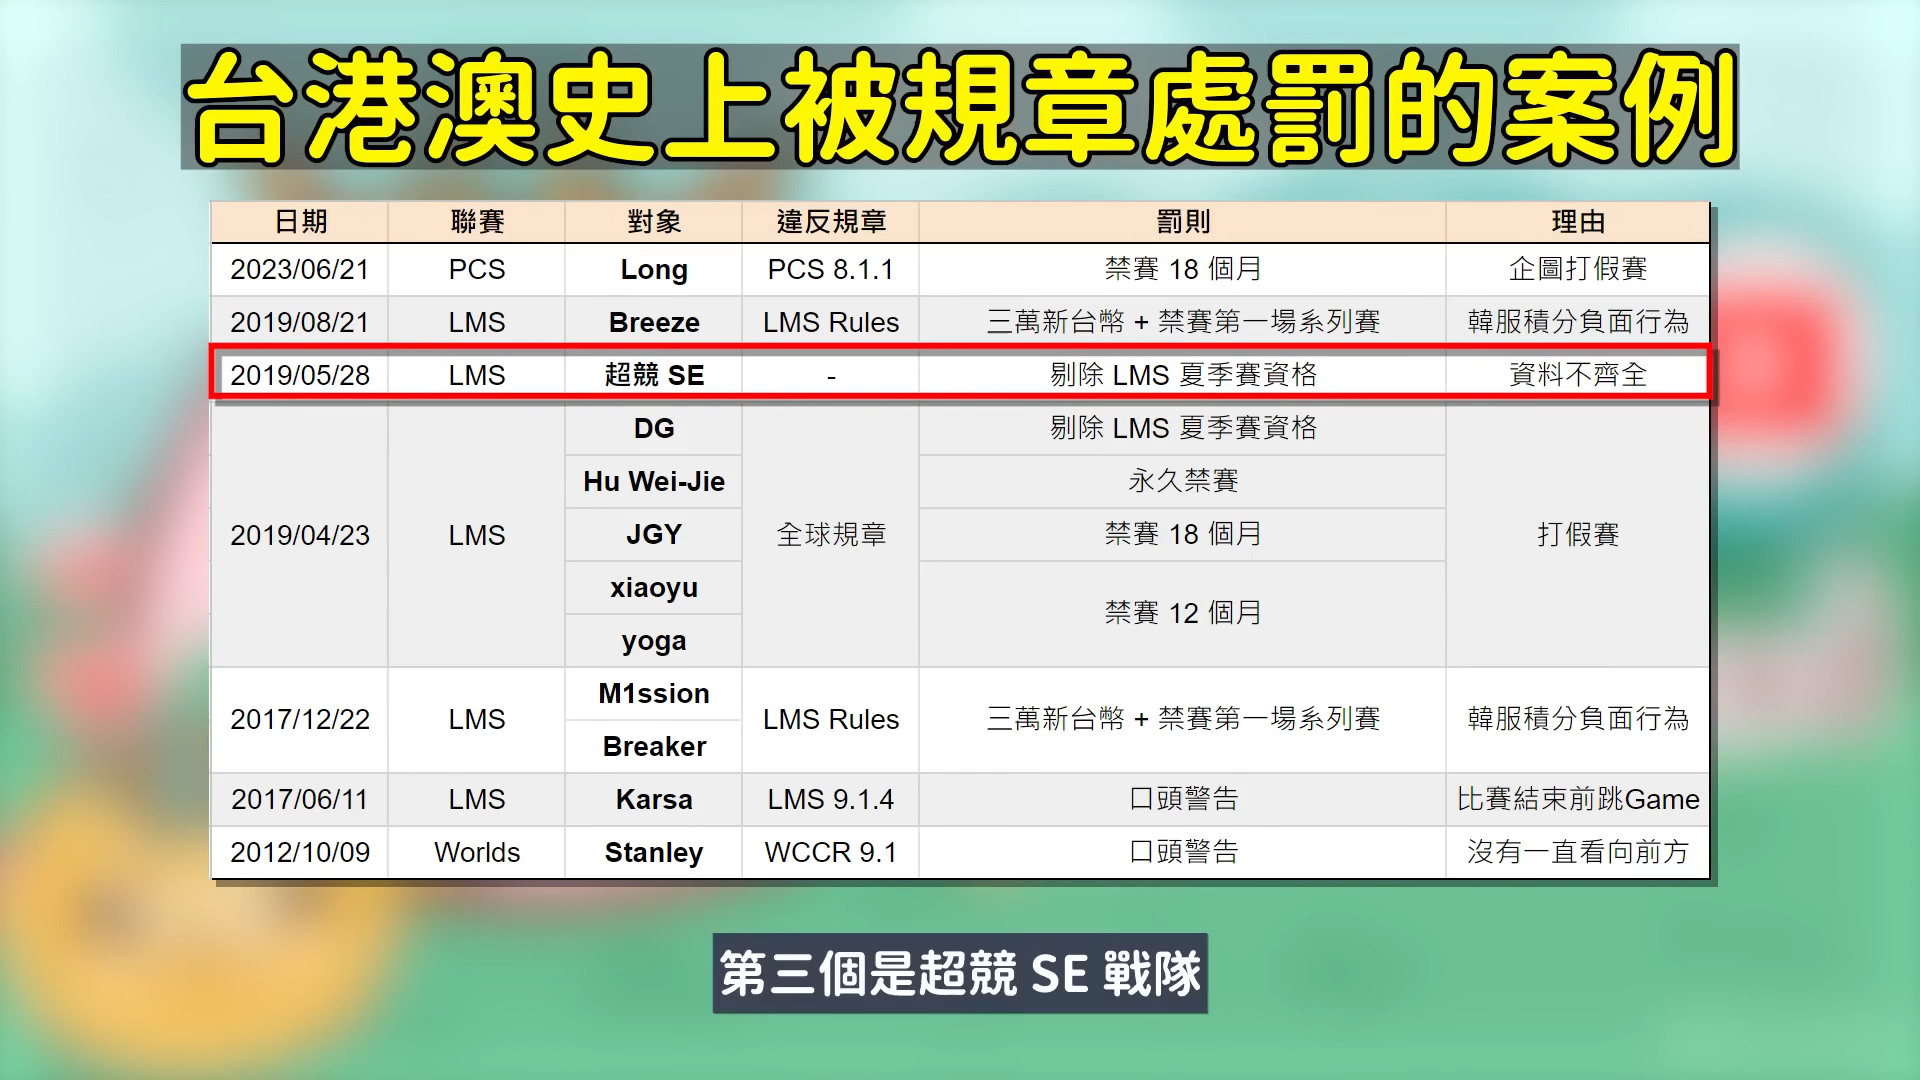 台港澳史上被規章處罰的案例
日期 聯賽 對象 違反規章 罰則 理由
2023/06/21 PCS Long PCS 8.1.1 禁賽 18 個月 企圖打假賽
2019/08/21 LMS Breeze LMS Rules 三萬新台幣 + 禁賽第一場系列賽 韓服積分負面行為
2019/05/28 LMS 超競 SE - 剔除 LMS 夏季賽資格 資料不齊全
DG 剔除 LMS 夏季賽資格
Hu Wei-Jie 永久禁賽
2019/04/23 LMS JGY 全球規章 禁賽 18 個月 打假賽
xiaoyu
禁賽 12 個月
yoga
M1ssion
2017/12/22 LMS LMS Rules 三萬新台幣 + 禁賽第一場系列賽 韓服積分負面行為
Breaker
2017/06/11 LMS Karsa LMS 9.1.4 口頭警告 比賽結束前跳Game
2012/10/09 Worlds Stanley WCCR 9.1 口頭警告 沒有一直看向前方
第三個是超競 SE 戰隊